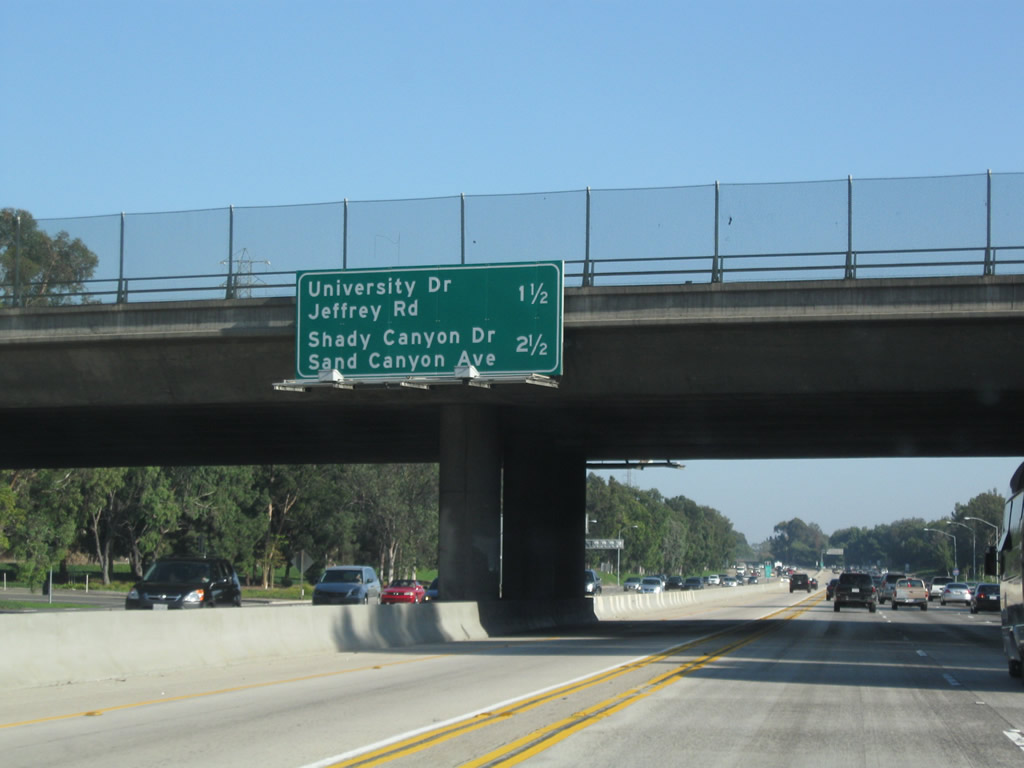 University Dr
Jeffrey Rd 1½
Shady Canyon Dr
Sand Canyon Ave 2½